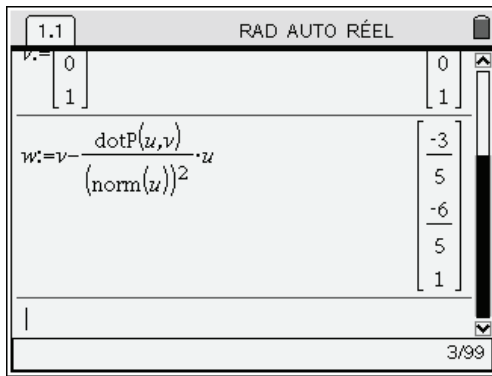 1.1 RAD AUTO RÉEL
v:= [0 1] [0 1]
w:=v-dotP(u,v)/(norm(u))²·u [-3/5 -6/5 1]
3/99